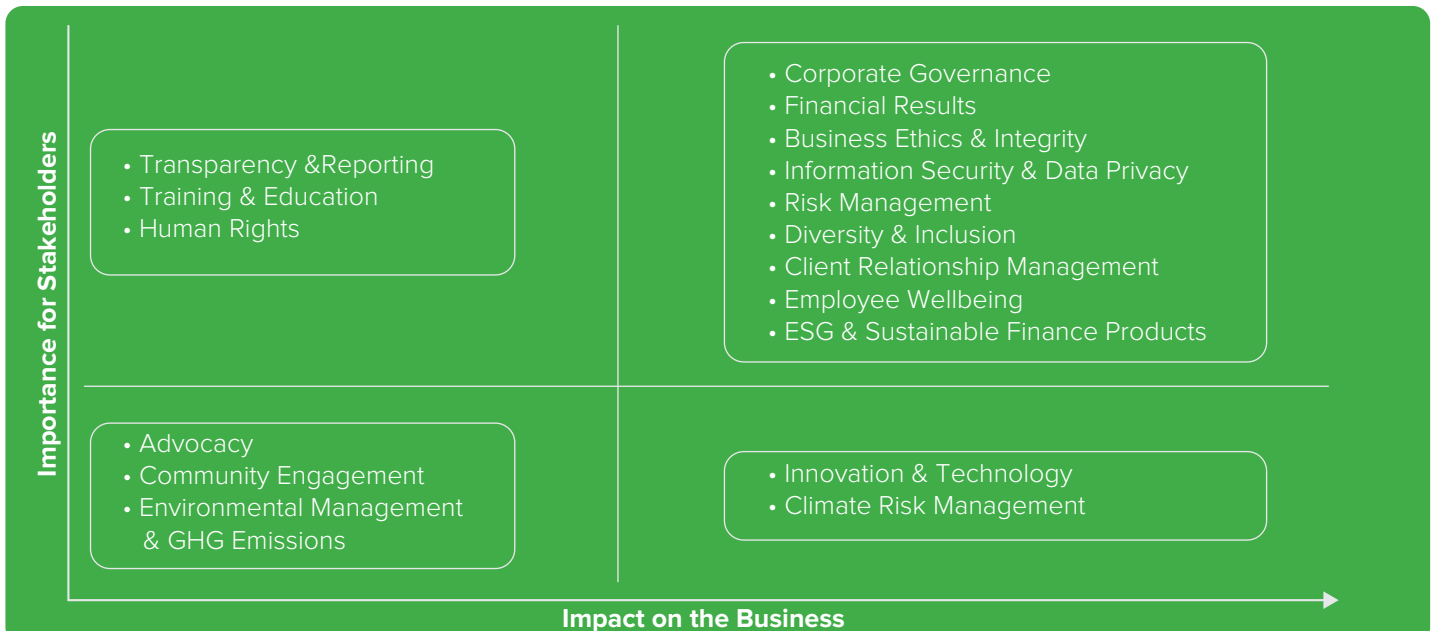 Importance for Stakeholders
• Transparency &Reporting
• Training & Education
• Human Rights
• Corporate Governance
• Financial Results
• Business Ethics & Integrity
• Information Security & Data Privacy
• Risk Management
• Diversity & Inclusion
• Client Relationship Management
• Employee Wellbeing
• ESG & Sustainable Finance Products
• Advocacy
• Community Engagement
• Environmental Management
& GHG Emissions
• Innovation & Technology
• Climate Risk Management
Impact on the Business